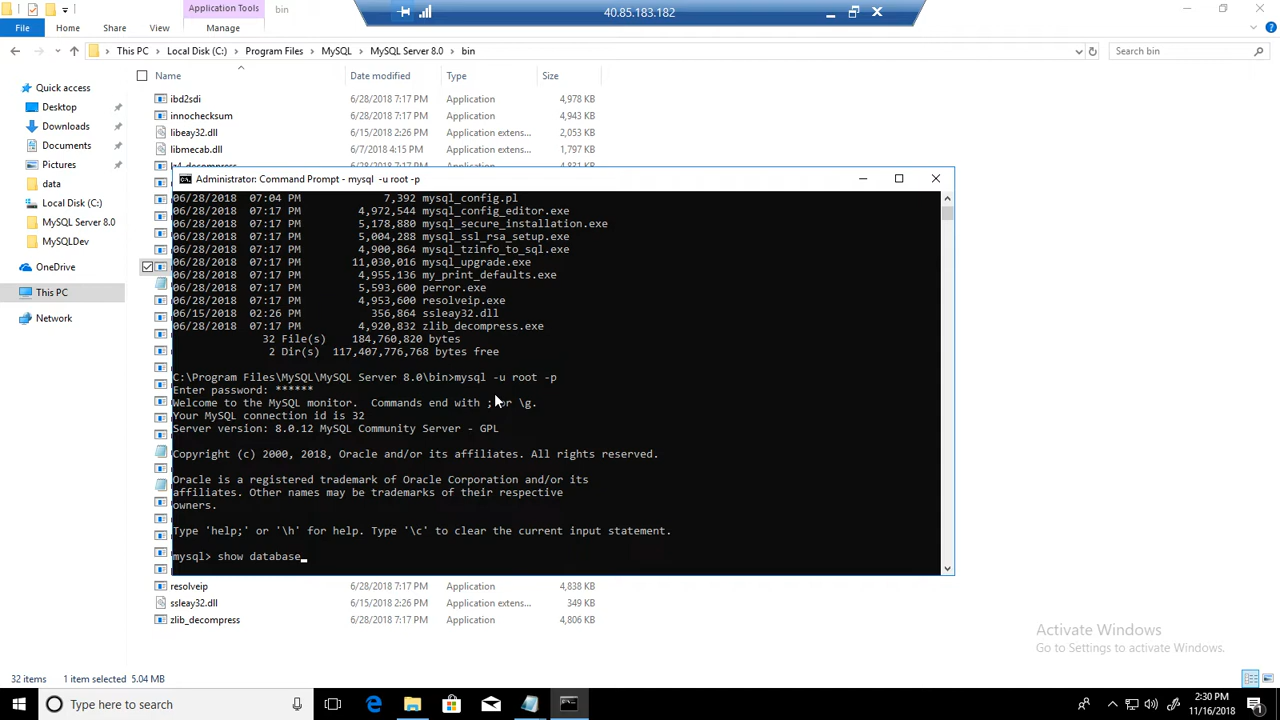 Application Tools
bin
40.85.183.182
File
Home
Share
View
Manage
This PC
Local Disk (C:)
Program Files
MySQL
MySQL Server 8.0
bin
Search bin
Name
Date modified
Type
Size
Quick access
Desktop
Downloads
Documents
Pictures
data
Local Disk (C:)
MySQL Server 8.0
MySQLDev
OneDrive
This PC
Network
ibd2sdi 6/28/2018 7:17 PM Application 4,978 KB
innochecksum 6/28/2018 7:17 PM Application 4,943 KB
libeay32.dll 6/15/2018 2:26 PM Application extens... 2,053 KB
libmecab.dll 6/7/2018 4:15 PM Application extens... 1,797 KB
lz4_decompress 6/28/2018 7:17 PM Application 4,831 KB
Administrator: Command Prompt - mysql -u root -p
06/28/2018 07:04 PM 7,392 mysql_config.pl
06/28/2018 07:17 PM 4,972,544 mysql_config_editor.exe
06/28/2018 07:17 PM 5,178,880 mysql_secure_installation.exe
06/28/2018 07:17 PM 5,004,288 mysql_ssl_rsa_setup.exe
06/28/2018 07:17 PM 4,900,864 mysql_tzinfo_to_sql.exe
06/28/2018 07:17 PM 11,030,016 mysql_upgrade.exe
06/28/2018 07:17 PM 4,955,136 my_print_defaults.exe
06/28/2018 07:17 PM 5,593,600 perror.exe
06/28/2018 07:17 PM 4,953,600 resolveip.exe
06/15/2018 02:26 PM 356,864 ssleay32.dll
06/28/2018 07:17 PM 4,920,832 zlib_decompress.exe
32 File(s) 184,760,820 bytes
2 Dir(s) 117,407,776,768 bytes free
C:\Program Files\MySQL\MySQL Server 8.0\bin>mysql -u root -p
Enter password: ******
Welcome to the MySQL monitor. Commands end with ; or \g.
Your MySQL connection id is 32
Server version: 8.0.12 MySQL Community Server - GPL
Copyright (c) 2000, 2018, Oracle and/or its affiliates. All rights reserved.
Oracle is a registered trademark of Oracle Corporation and/or its
affiliates. Other names may be trademarks of their respective
owners.
Type 'help;' or '\h' for help. Type '\c' to clear the current input statement.
mysql> show database
resolveip 6/28/2018 7:17 PM Application 4,838 KB
ssleay32.dll 6/15/2018 2:26 PM Application extens... 349 KB
zlib_decompress 6/28/2018 7:17 PM Application 4,806 KB
Activate Windows
Go to Settings to activate Windows.
32 items 1 item selected 5.04 MB
Type here to search
2:30 PM
11/16/2018